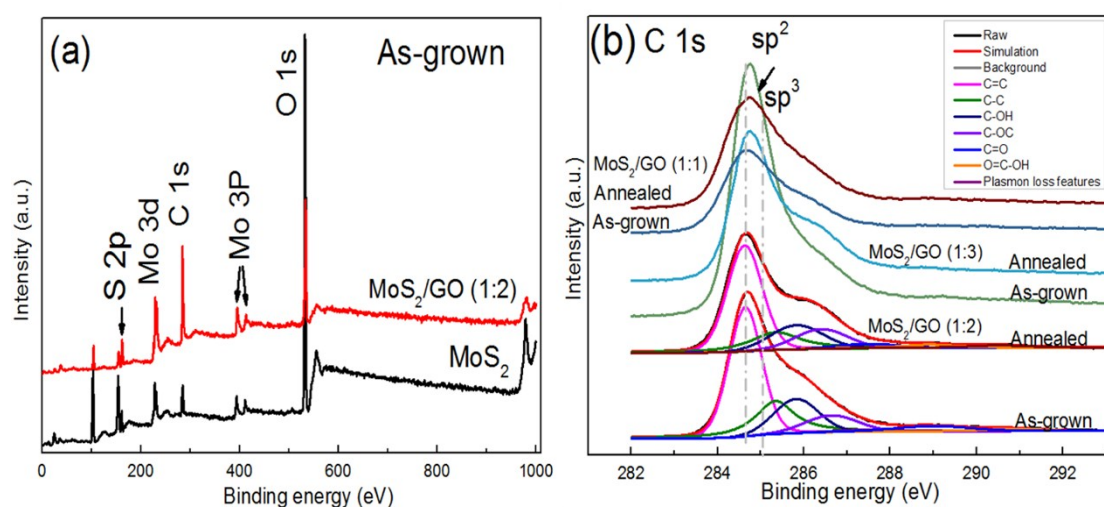 (a)
As-grown
S 2p
Mo 3d
C 1s
Mo 3P
O 1s
MoS2/GO (1:2)
MoS2
Intensity (a.u.)
0 200 400 600 800 1000
Binding energy (eV)
(b) C 1s
sp2
sp3
Raw
Simulation
Background
C=C
C-C
C-OH
C-OC
C=O
O=C-OH
Plasmon loss features
MoS2/GO (1:1)
Annealed
As-grown
MoS2/GO (1:3)
Annealed
As-grown
MoS2/GO (1:2)
Annealed
As-grown
Intensity (a.u.)
282 284 286 288 290 292
Binding energy (eV)